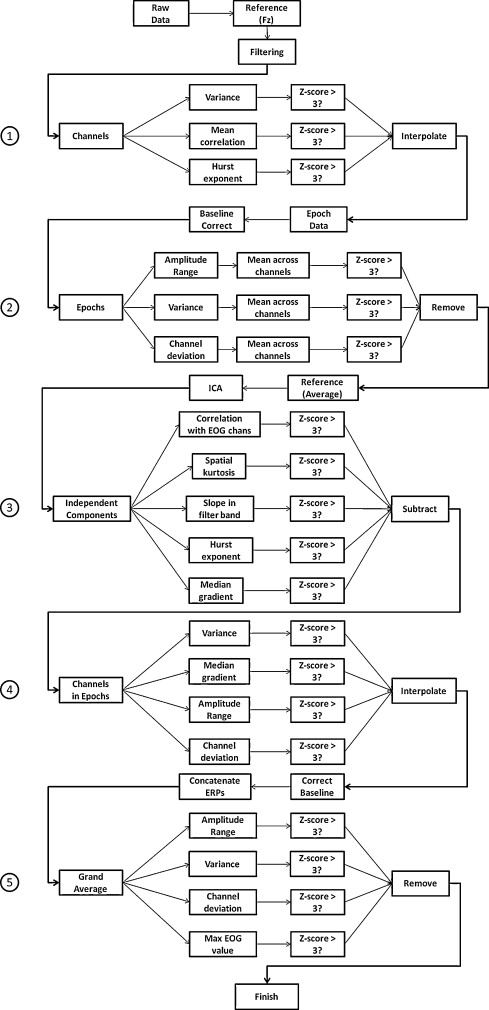 Raw
Data
Reference
(Fz)
Filtering
1
Channels
Variance
Z-score >
3?
Mean
correlation
Z-score >
3?
Hurst
exponent
Z-score >
3?
Interpolate
Baseline
Correct
Epoch
Data
2
Epochs
Amplitude
Range
Mean across
channels
Z-score >
3?
Variance
Mean across
channels
Z-score >
3?
Channel
deviation
Mean across
channels
Z-score >
3?
Remove
ICA
Reference
(Average)
3
Independent
Components
Correlation
with EOG chans
Z-score >
3?
Spatial
kurtosis
Z-score >
3?
Slope in
filter band
Z-score >
3?
Hurst
exponent
Z-score >
3?
Median
gradient
Z-score >
3?
Subtract
4
Channels
in Epochs
Variance
Z-score >
3?
Median
gradient
Z-score >
3?
Amplitude
Range
Z-score >
3?
Channel
deviation
Z-score >
3?
Interpolate
Concatenate
ERPs
Correct
Baseline
5
Grand
Average
Amplitude
Range
Z-score >
3?
Variance
Z-score >
3?
Channel
deviation
Z-score >
3?
Max EOG
value
Z-score >
3?
Remove
Finish